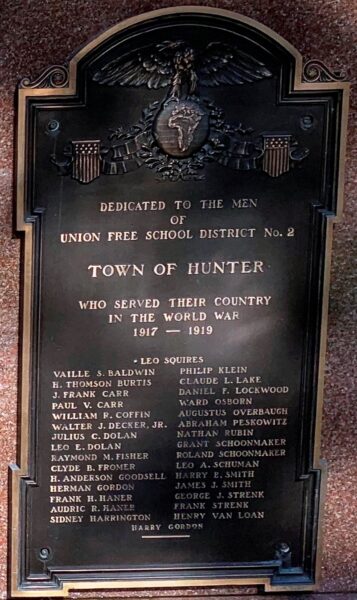 DEDICATED TO THE MEN
OF
UNION FREE SCHOOL DISTRICT No. 2
TOWN OF HUNTER
WHO SERVED THEIR COUNTRY
IN THE WORLD WAR
1917 — 1919
• LEO SQUIRES
VAILLE S. BALDWIN
H. THOMSON BURTIS
J. FRANK CARR
PAUL V. CARR
WILLIAM R. COFFIN
WALTER J. DECKER, JR.
JULIUS C. DOLAN
LEO E. DOLAN
RAYMOND M. FISHER
CLYDE B. FROMER
H. ANDERSON GOODSELL
HERMAN GORDON
FRANK H. HANER
AUDRIC R. HANER
SIDNEY HARRINGTON
PHILIP KLEIN
CLAUDE L. LAKE
DANIEL F. LOCKWOOD
WARD OSBORN
AUGUSTUS OVERBAUGH
ABRAHAM PESKOWITZ
NATHAN RUBIN
GRANT SCHOONMAKER
ROLAND SCHOONMAKER
LEO A. SCHUMAN
HARRY E. SMITH
JAMES J. SMITH
GEORGE J. STRENK
FRANK STRENK
HENRY VAN LOAN
HARRY GORDON